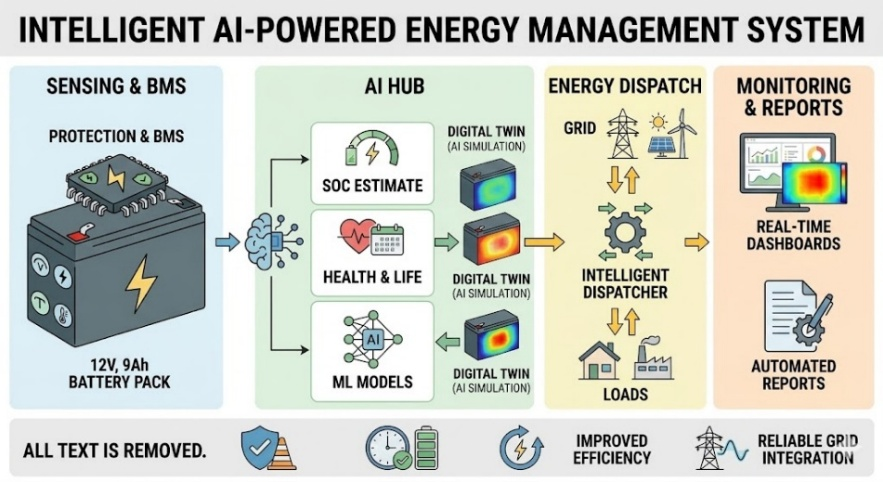 INTELLIGENT AI-POWERED ENERGY MANAGEMENT SYSTEM
SENSING & BMS
PROTECTION & BMS
V
T
12V, 9Ah
BATTERY PACK
AI HUB
SOC ESTIMATE
HEALTH & LIFE
AI
ML MODELS
DIGITAL TWIN
(AI SIMULATION)
DIGITAL TWIN
(AI SIMULATION)
DIGITAL TWIN
(AI SIMULATION)
ENERGY DISPATCH
GRID
INTELLIGENT
DISPATCHER
LOADS
MONITORING
& REPORTS
REAL-TIME
DASHBOARDS
AUTOMATED
REPORTS
ALL TEXT IS REMOVED.
IMPROVED
EFFICIENCY
RELIABLE GRID
INTEGRATION